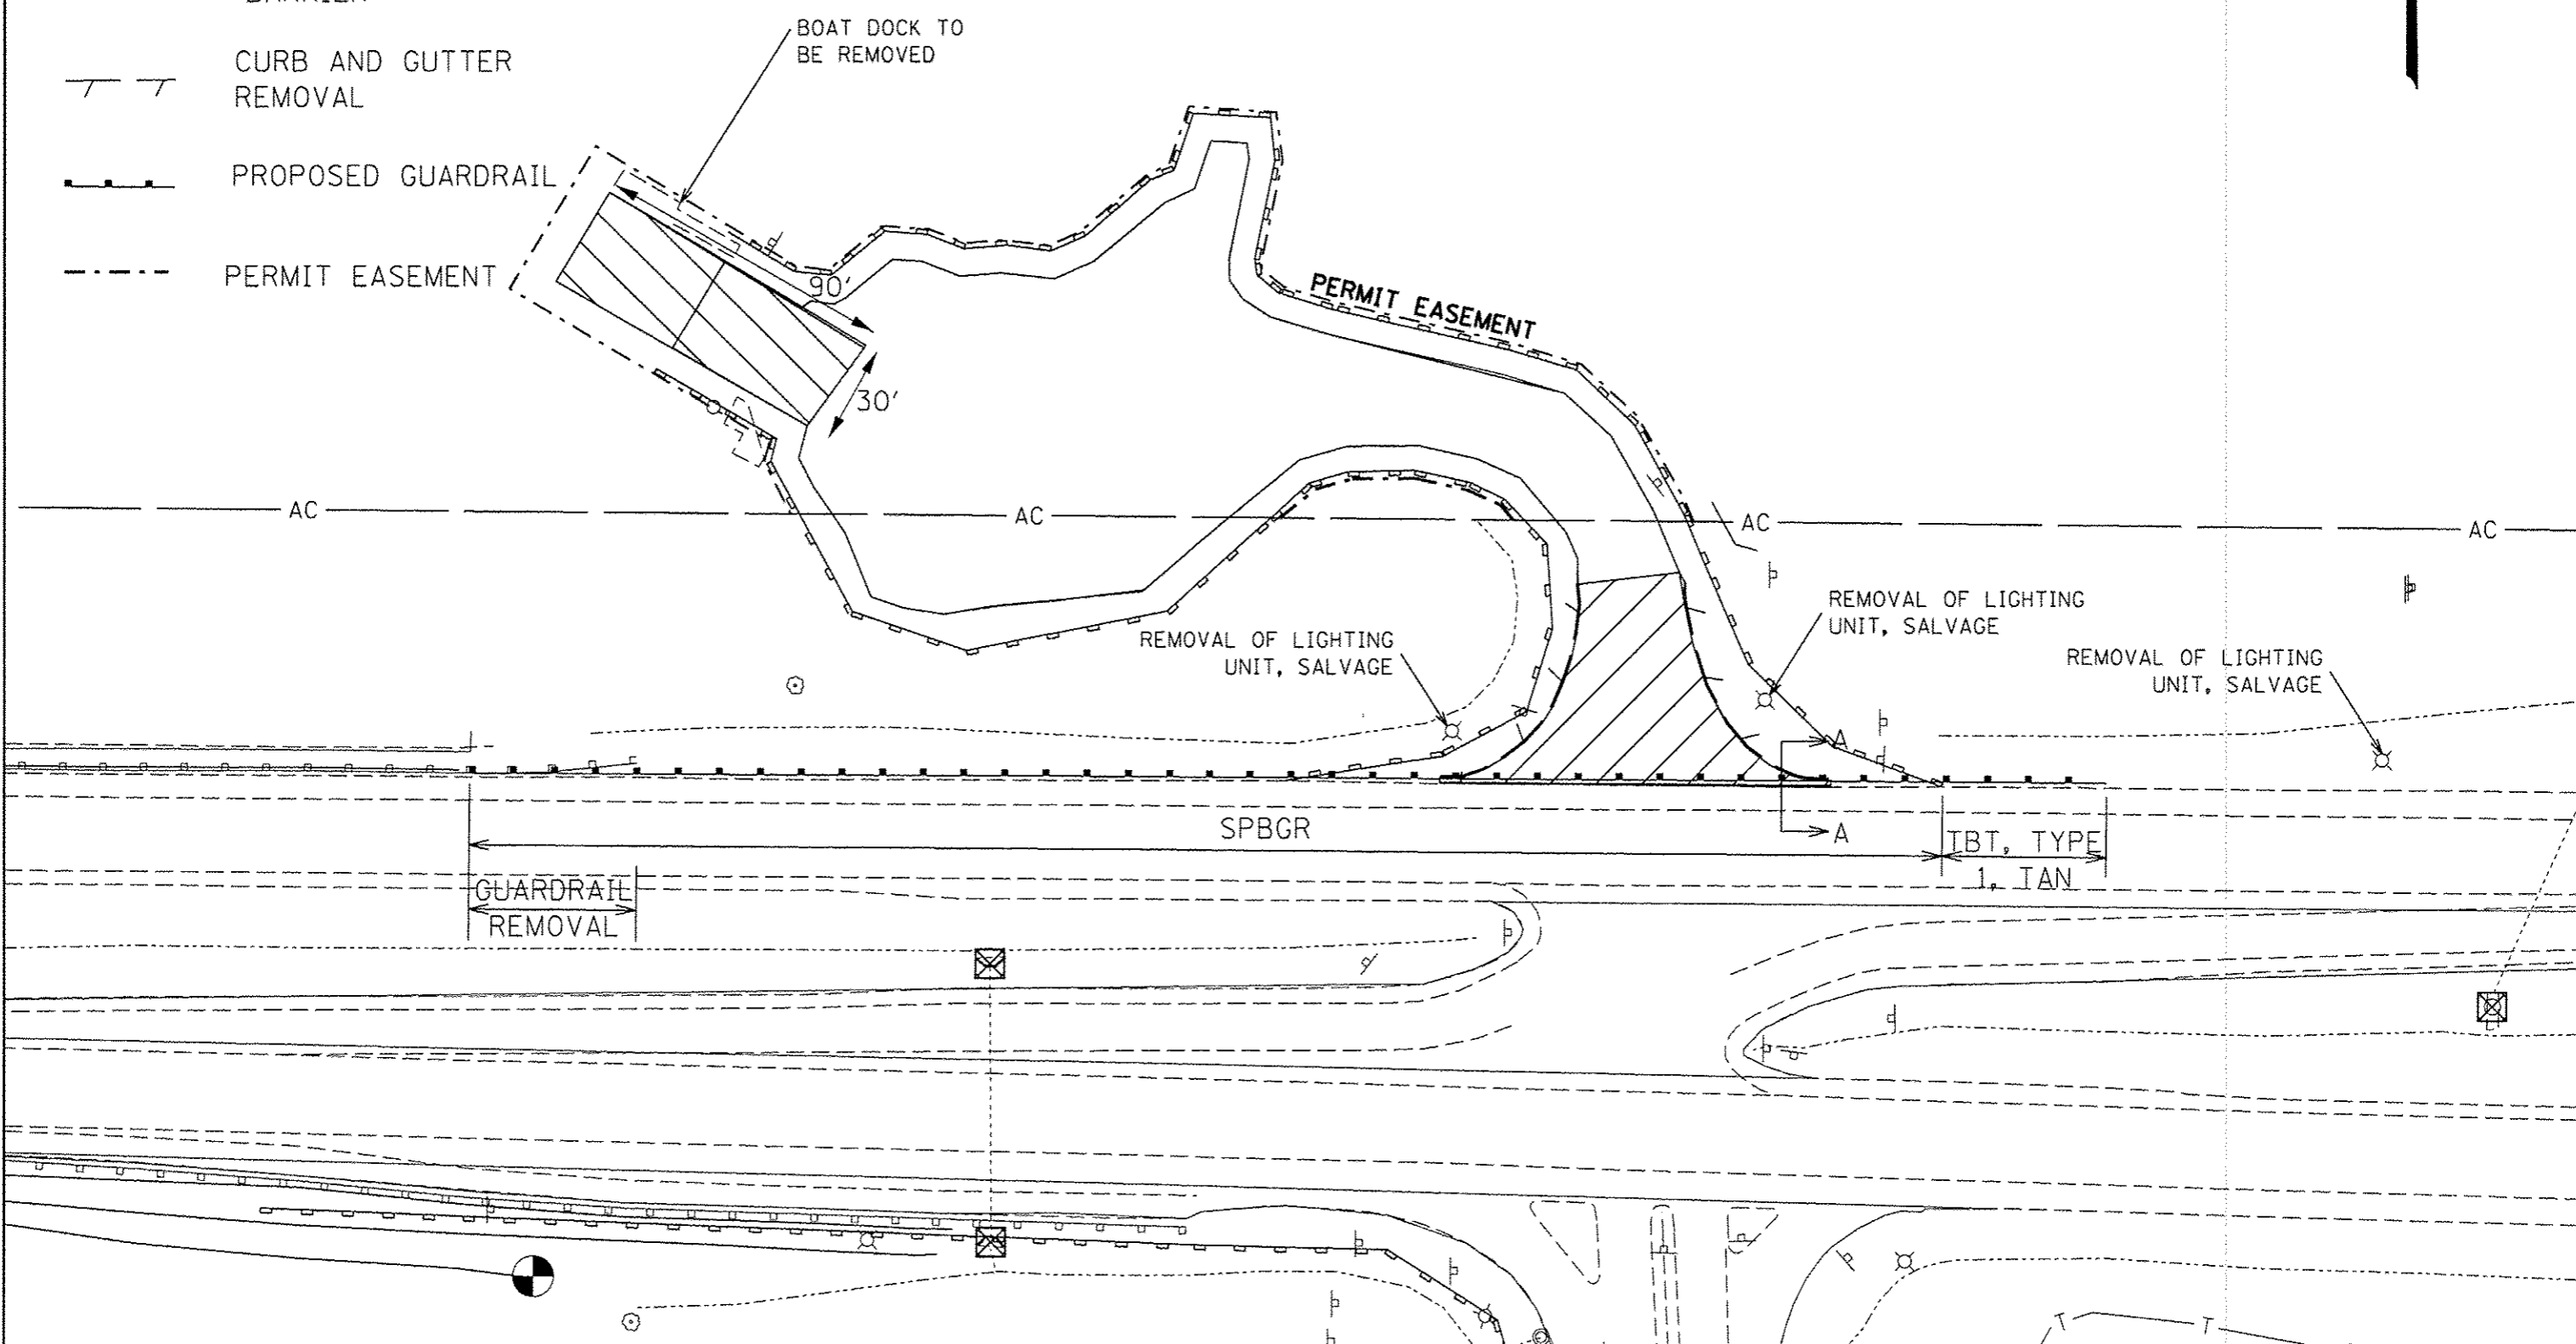 BARRIER
CURB AND GUTTER
REMOVAL
PROPOSED GUARDRAIL
PERMIT EASEMENT
BOAT DOCK TO
BE REMOVED
90'
30'
PERMIT EASEMENT
AC
AC
AC
AC
REMOVAL OF LIGHTING
UNIT, SALVAGE
REMOVAL OF LIGHTING
UNIT, SALVAGE
REMOVAL OF LIGHTING
UNIT, SALVAGE
A
A
SPBGR
TBT, TYPE
1, TAN
GUARDRAIL
REMOVAL
T
T